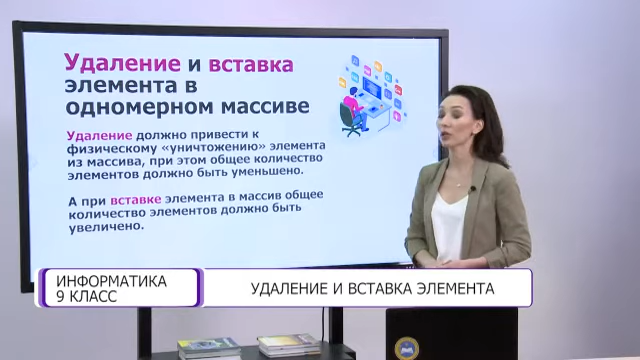 Удаление и вставка
элемента в
одномерном массиве
Удаление должно привести к
физическому «уничтожению» элемента
из массива, при этом общее количество
элементов должно быть уменьшено.
А при вставке элемента в массив общее
количество элементов должно быть
увеличено.
ИНФОРМАТИКА
9 КЛАСС
УДАЛЕНИЕ И ВСТАВКА ЭЛЕМЕНТА